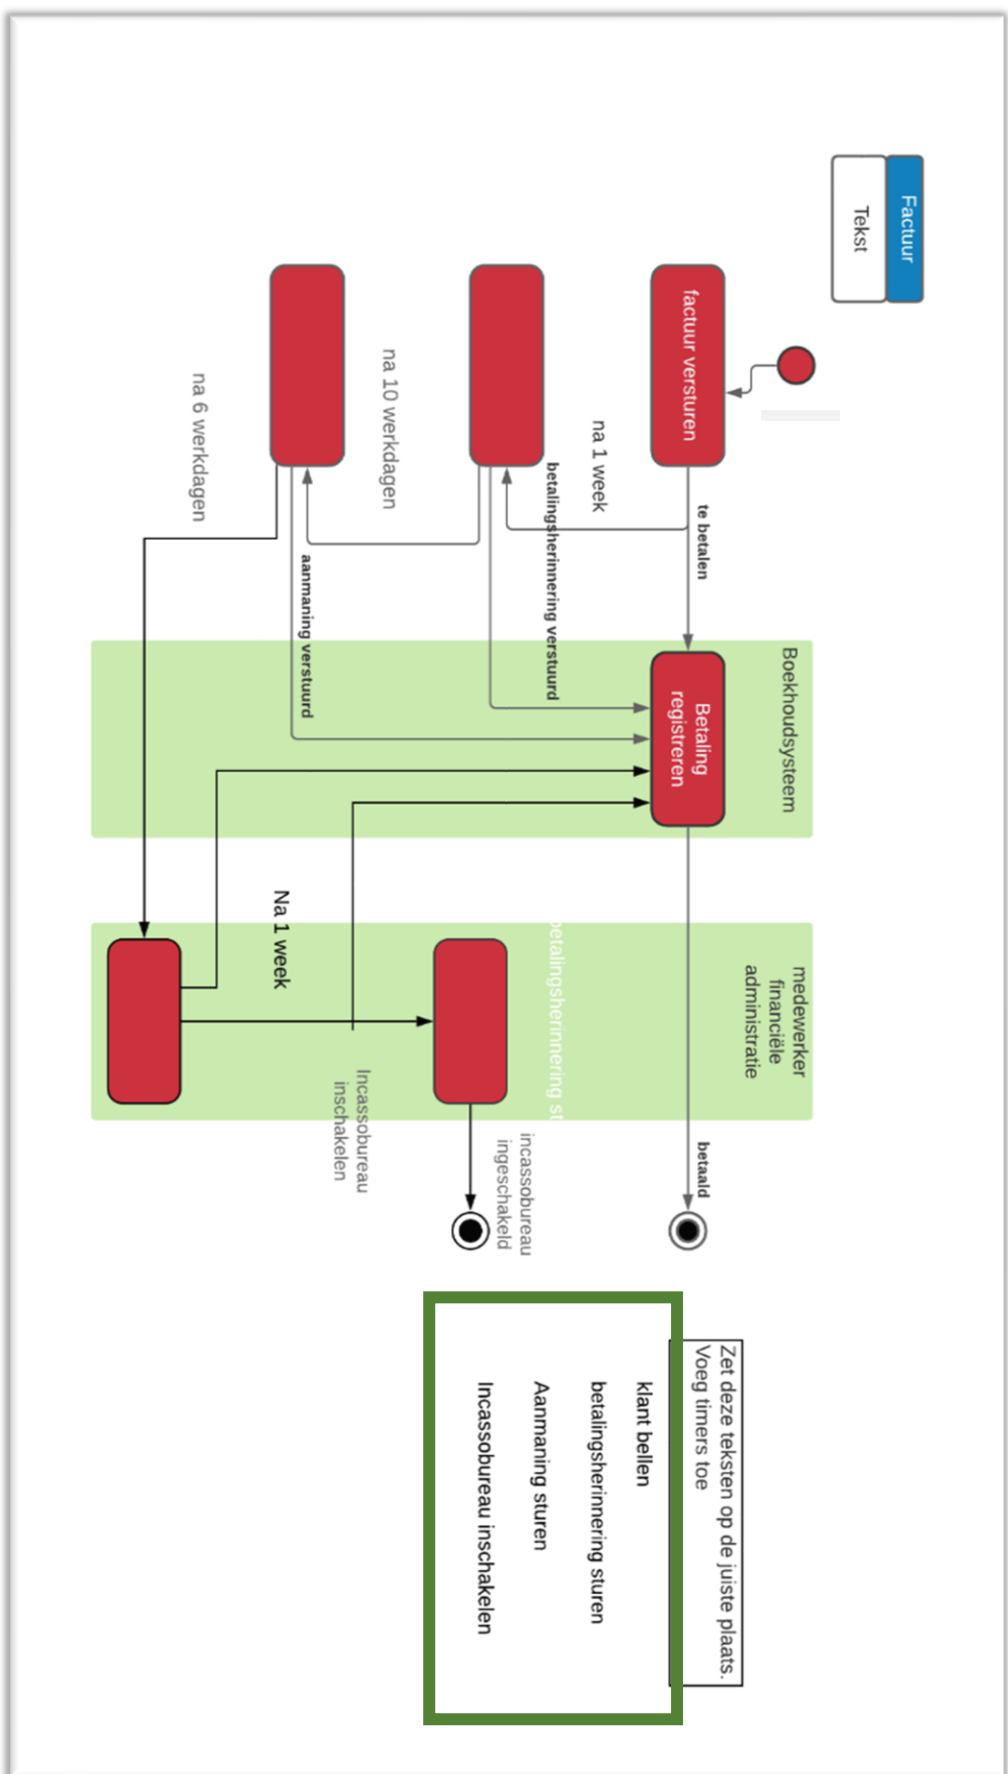 Factuur
Tekst
factuur versturen
te betalen
na 1 week
betalingsherinnering verstuurd
na 10 werkdagen
aanmaning verstuurd
na 6 werkdagen
Boekhoudsysteem
Betaling
registreren
medewerker
financiële
administratie
betalingsherinnering st
Na 1 week
Incassobureau
inschakelen
incassobureau
ingeschakeld
betaald
Zet deze teksten op de juiste plaats.
Voeg timers toe
klant bellen
betalingsherinnering sturen
Aanmaning sturen
Incassobureau inschakelen